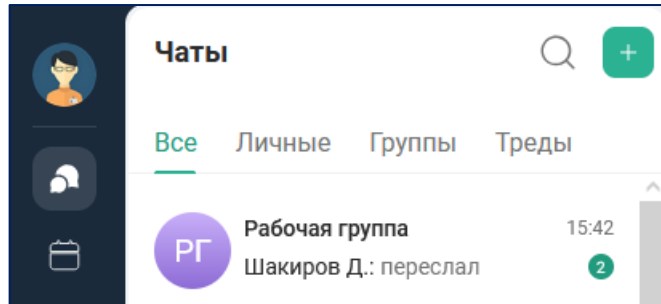 Чаты
Все Личные Группы Треды
РГ
Рабочая группа 15:42
Шакиров Д.: переслал 2